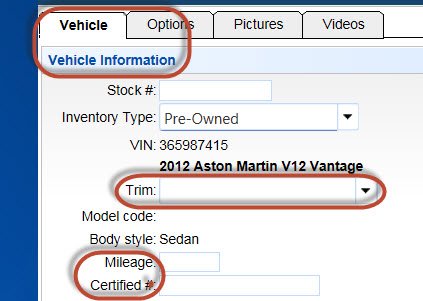 Vehicle Options Pictures Videos
Vehicle Information
Stock #:
Inventory Type: Pre-Owned
VIN: 365987415
2012 Aston Martin V12 Vantage
Trim:
Model code:
Body style: Sedan
Mileage:
Certified #: